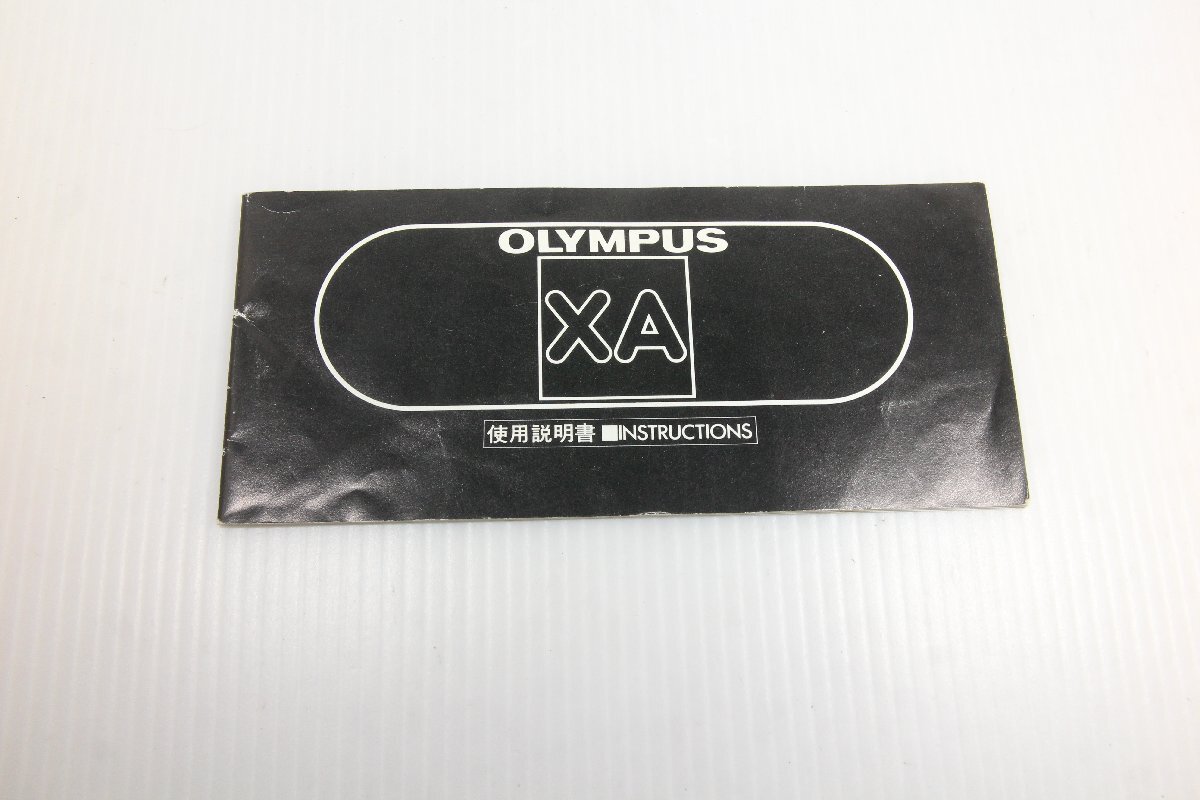 OLYMPUS
XA
使用説明書 ■INSTRUCTIONS